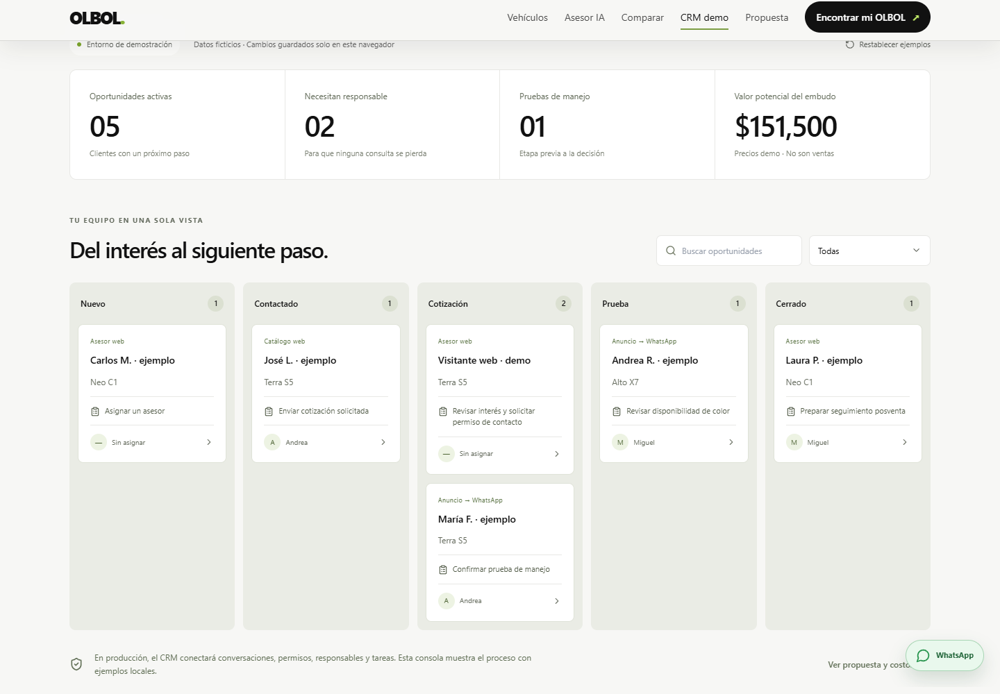 OLBOL.
Vehículos
Asesor IA
Comparar
CRM demo
Propuesta
Encontrar mi OLBOL ↗
Entorno de demostración
Datos ficticios · Cambios guardados solo en este navegador
Restablecer ejemplos
Oportunidades activas
05
Clientes con un próximo paso
Necesitan responsable
02
Para que ninguna consulta se pierda
Pruebas de manejo
01
Etapa previa a la decisión
Valor potencial del embudo
$151,500
Precios demo · No son ventas
TU EQUIPO EN UNA SOLA VISTA
Del interés al siguiente paso.
Buscar oportunidades
Todas
Nuevo
1
Asesor web
Carlos M. · ejemplo
Neo C1
Asignar un asesor
— Sin asignar
Contactado
1
Catálogo web
José L. · ejemplo
Terra S5
Enviar cotización solicitada
A Andrea
Cotización
2
Asesor web
Visitante web · demo
Terra S5
Revisar interés y solicitar
permiso de contacto
— Sin asignar
Anuncio → WhatsApp
María F. · ejemplo
Terra S5
Confirmar prueba de manejo
A Andrea
Prueba
1
Anuncio → WhatsApp
Andrea R. · ejemplo
Alto X7
Revisar disponibilidad de color
M Miguel
Cerrado
1
Asesor web
Laura P. · ejemplo
Neo C1
Preparar seguimiento posventa
M Miguel
En producción, el CRM conectará conversaciones, permisos, responsables y tareas. Esta consola muestra el proceso con
ejemplos locales.
Ver propuesta y costo
WhatsApp